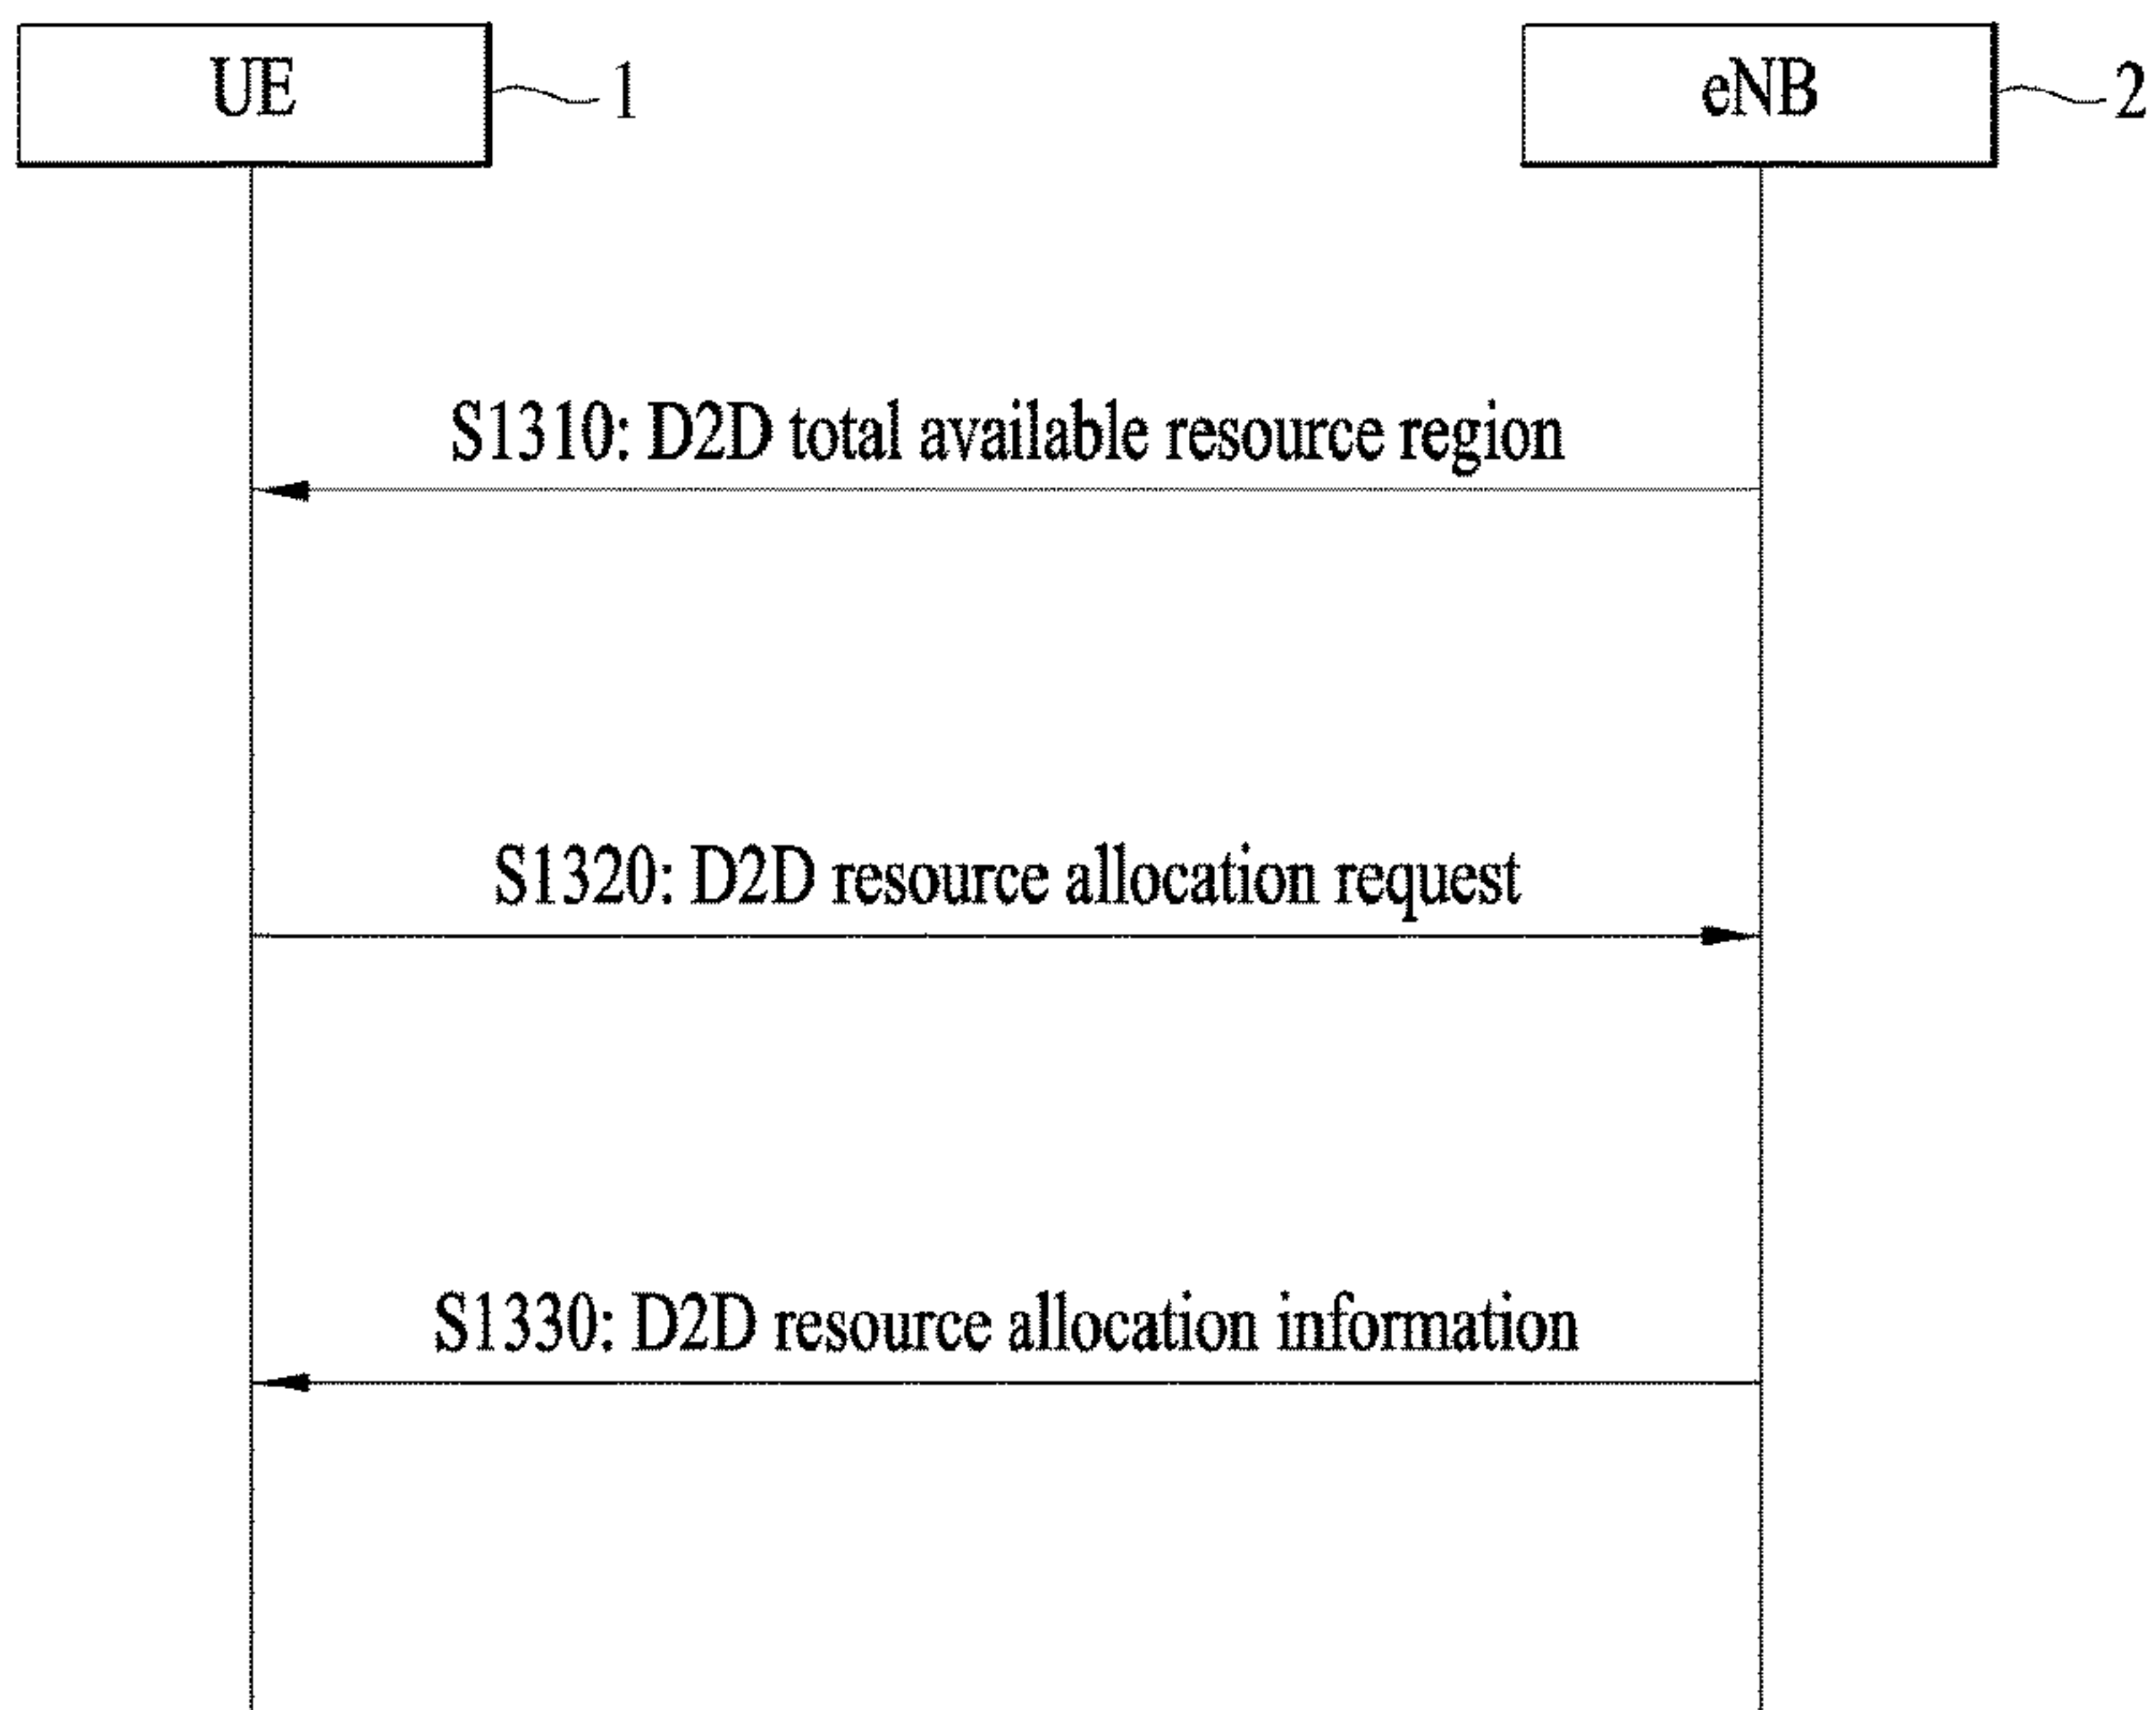 UE
1
eNB
2
S1310: D2D total available resource region
S1320: D2D resource allocation request
S1330: D2D resource allocation information